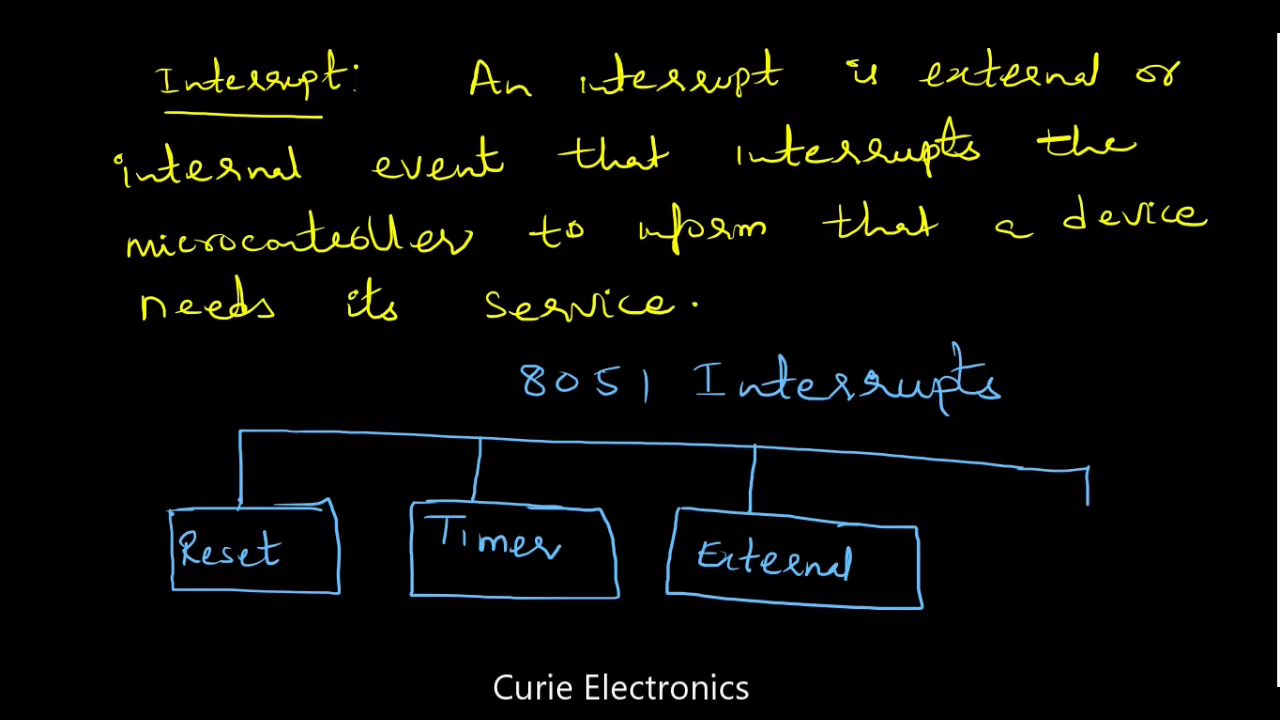 Interrupt: An interrupt is external or
internal event that interrupts the
microcontroller to inform that a device
needs its service.
8051 Interrupts
Reset Timer External
Curie Electronics